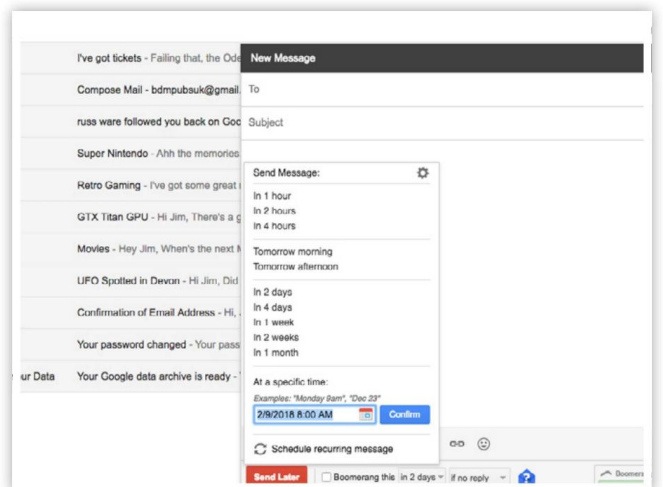 I've got tickets - Failing that, the Ode
Compose Mail - bdmpubsuk@gmail.
russ ware followed you back on Goo
Super Nintendo - Ahh the memories
Retro Gaming - I've got some great
GTX Titan GPU - Hi Jim, There's a g
Movies - Hey Jim, When's the next M
UFO Spotted in Devon - Hi Jim, Did
Confirmation of Email Address - Hi,
Your password changed - Your pass
ur Data Your Google data archive is ready -
New Message
To
Subject
Send Message:
In 1 hour
In 2 hours
In 4 hours
Tomorrow morning
Tomorrow afternoon
In 2 days
In 4 days
In 1 week
In 2 weeks
In 1 month
At a specific time:
Examples: "Monday 9am", "Dec 23"
2/9/2018 8:00 AM Confirm
Schedule recurring message
Send Later Boomerang this in 2 days if no reply ? Boomera